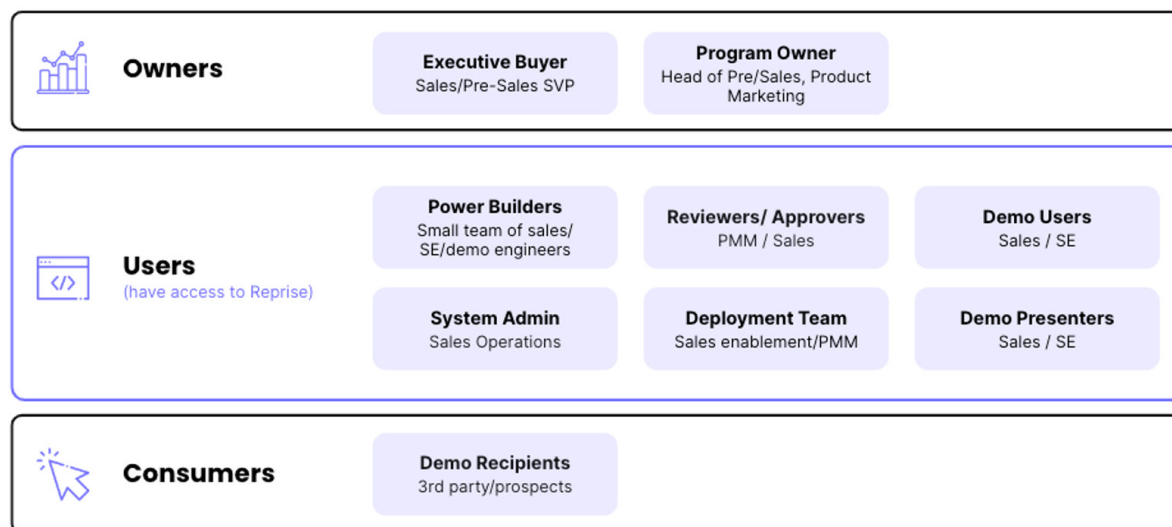 Owners
Executive Buyer
Sales/Pre-Sales SVP
Program Owner
Head of Pre/Sales, Product
Marketing
Users
(have access to Reprise)
Power Builders
Small team of sales/
SE/demo engineers
Reviewers/ Approvers
PMM / Sales
Demo Users
Sales / SE
System Admin
Sales Operations
Deployment Team
Sales enablement/PMM
Demo Presenters
Sales / SE
Consumers
Demo Recipients
3rd party/prospects